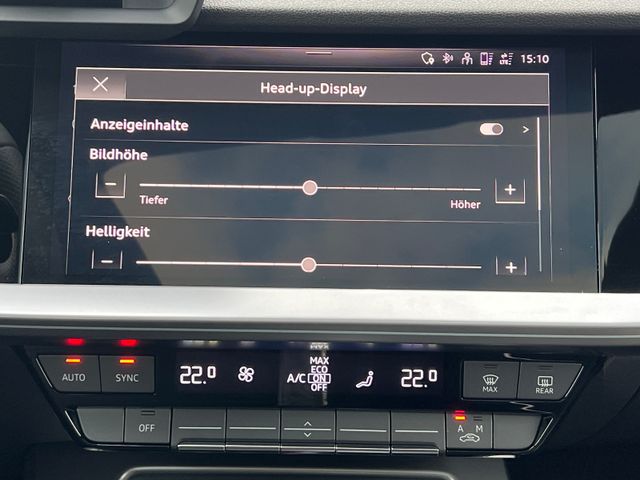 15:10
Head-up-Display
Anzeigeinhalte
Bildhöhe
Tiefer
Höher
Helligkeit
AUTO
SYNC
22.0
A/C
MAX
ECO
ON
OFF
22.0
MAX
REAR
OFF
A M